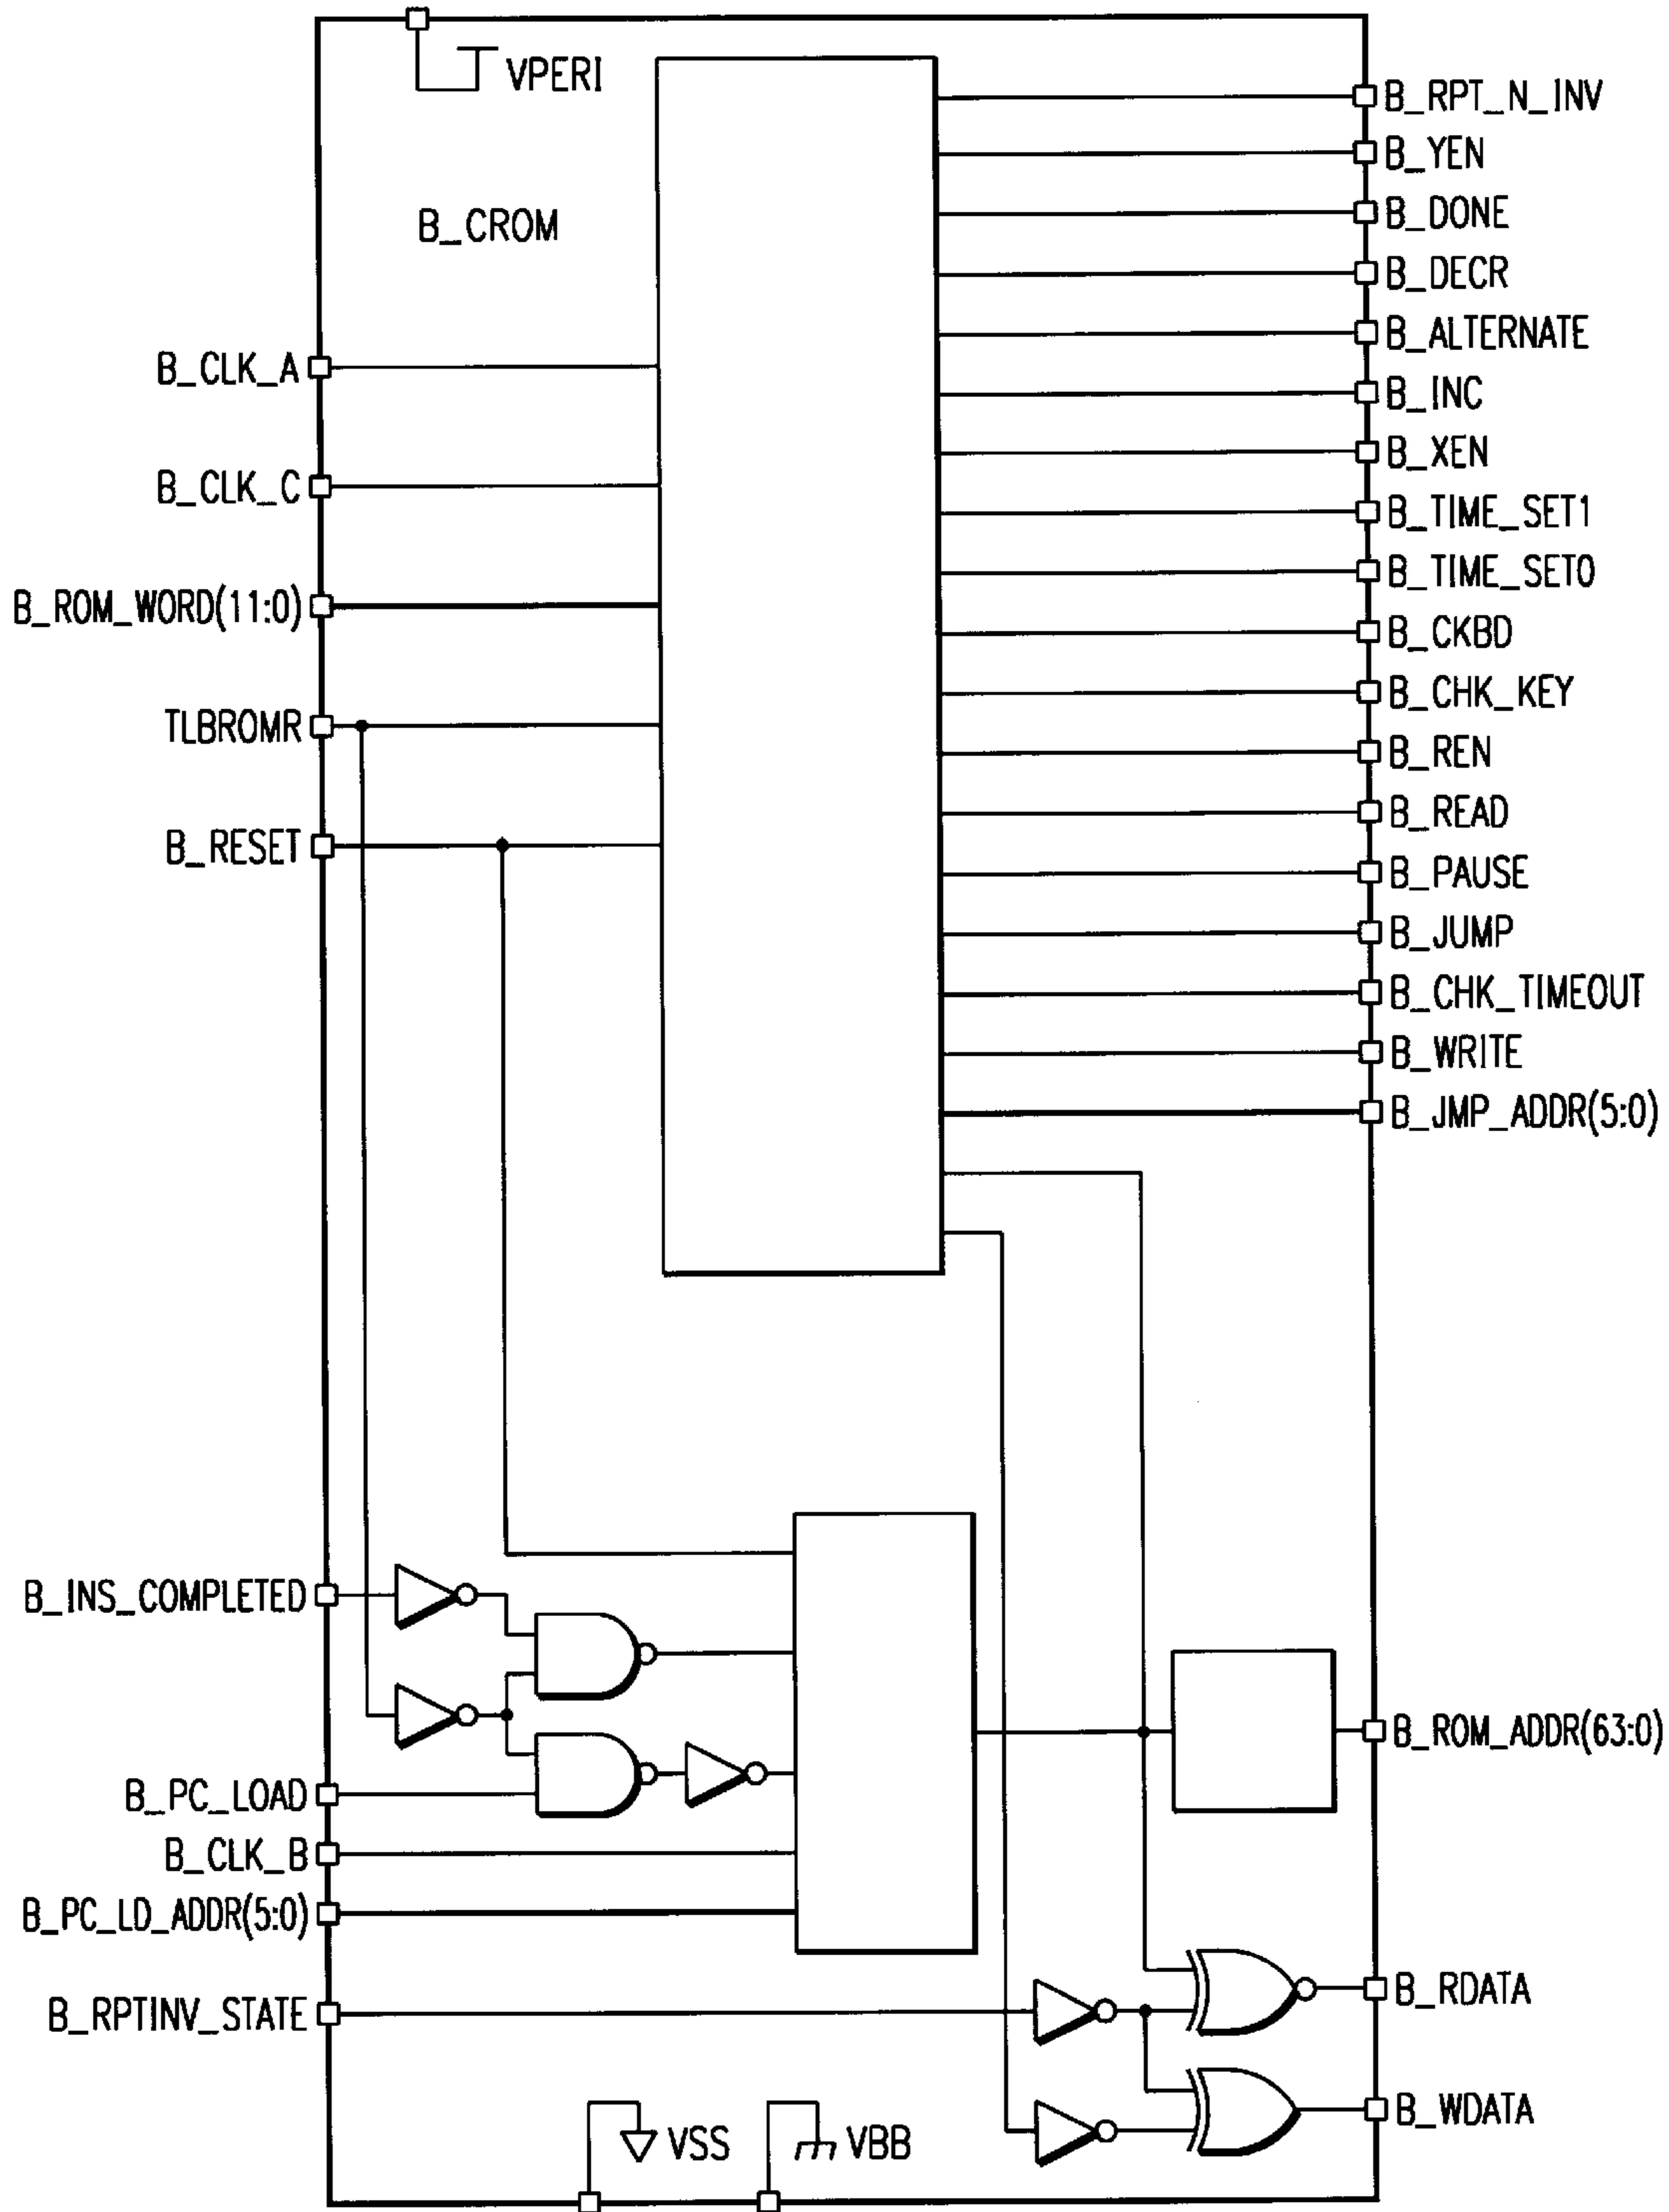 VPERI
B_CROM
B_CLK_A
B_CLK_C
B_ROM_WORD(11:0)
TLBROMR
B_RESET
B_INS_COMPLETED
B_PC_LOAD
B_CLK_B
B_PC_LD_ADDR(5:0)
B_RPTINV_STATE
VSS
VBB
B_RPT_N_INV
B_YEN
B_DONE
B_DECR
B_ALTERNATE
B_INC
B_XEN
B_TIME_SET1
B_TIME_SET0
B_CKBD
B_CHK_KEY
B_REN
B_READ
B_PAUSE
B_JUMP
B_CHK_TIMEOUT
B_WRITE
B_JMP_ADDR(5:0)
B_ROM_ADDR(63:0)
B_RDATA
B_WDATA